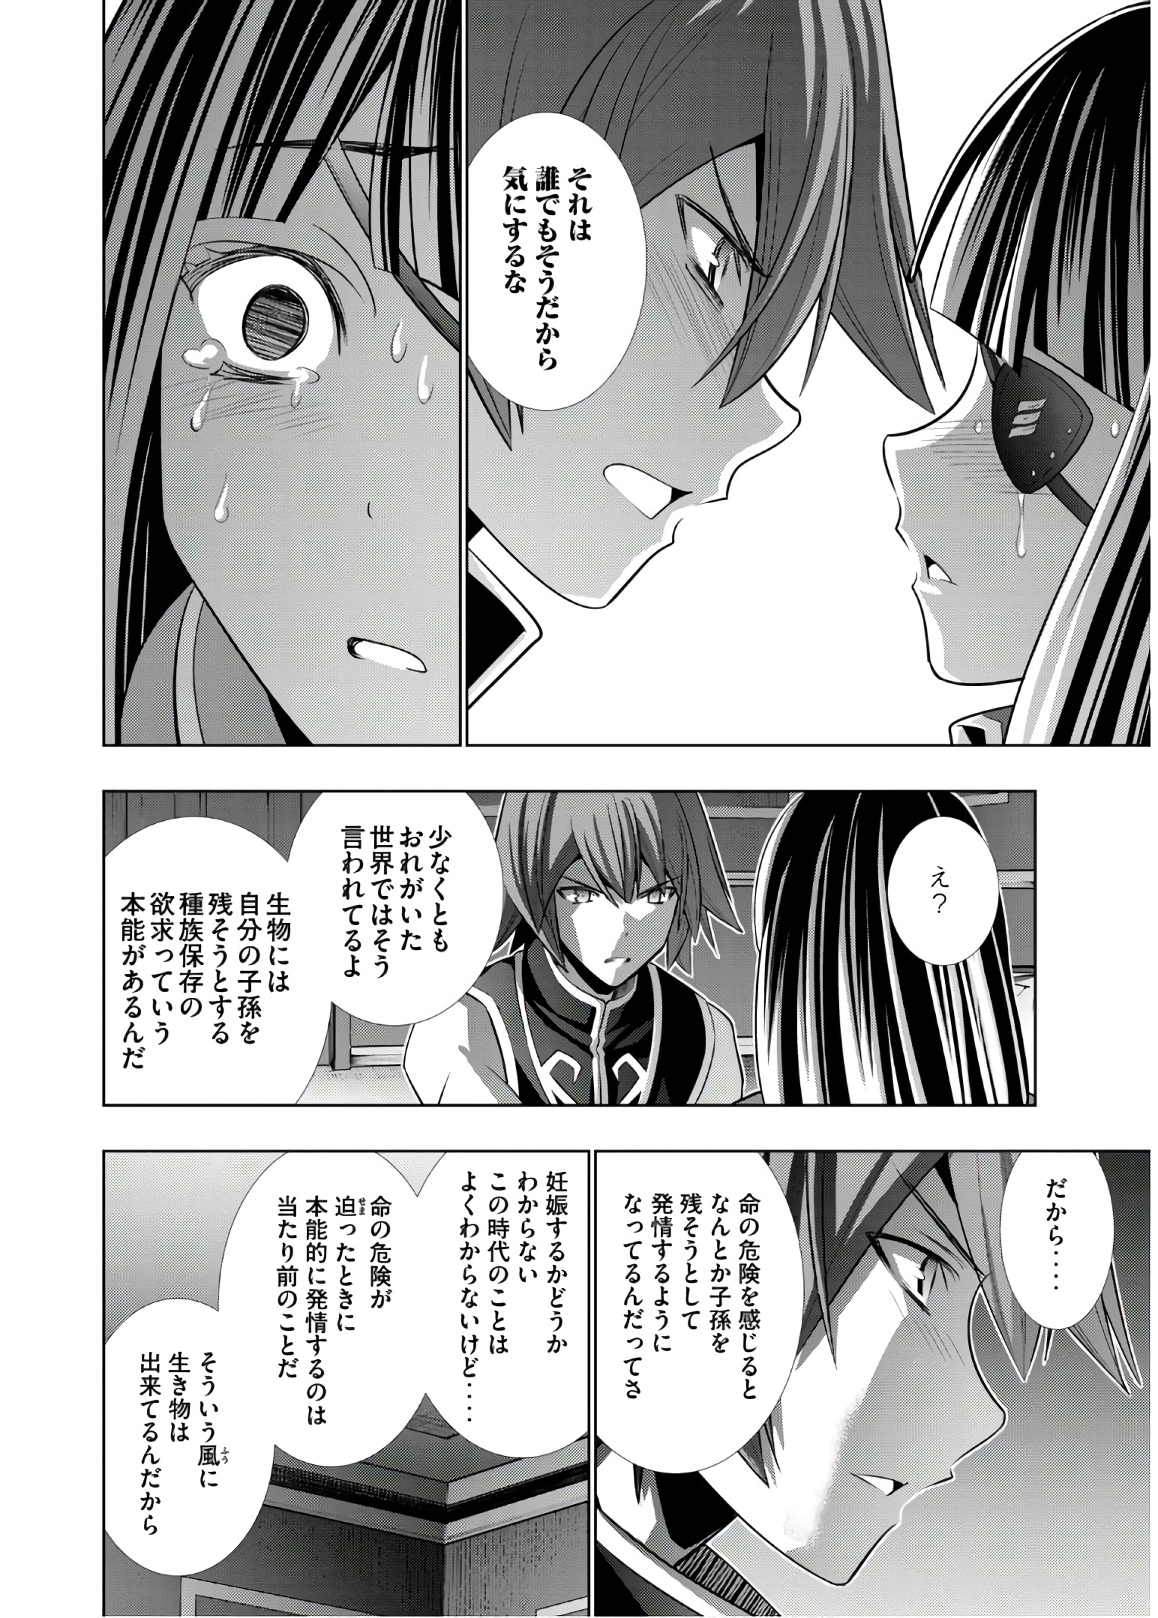 それは
誰でもそうだから
気にするな
え？
少なくとも
おれがいた
世界ではそう
言われてるよ
生物には
自分の子孫を
残そうとする
種族保存の
欲求っていう
本能があるんだ
だから‥‥
命の危険を感じると
なんとか子孫を
残そうとして
発情するように
なってるんだってさ
妊娠するかどうか
わからない
この時代のことは
よくわからないけど‥‥
命の危険が
迫ったときに
本能的に発情するのは
当たり前のことだ
そういう風に
生き物は
出来てるんだから